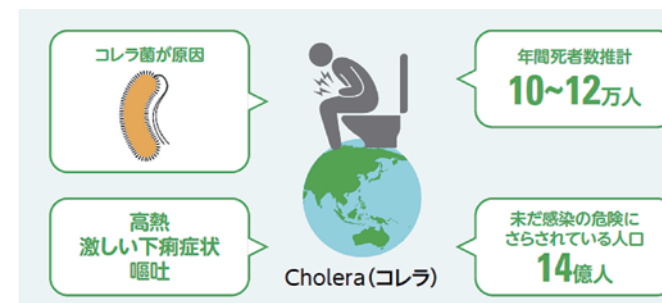 コレラ菌が原因
年間死者数推計
10~12万人
高熱
激しい下痢症状
嘔吐
未だ感染の危険に
さらされている人口
14億人
Cholera(コレラ)